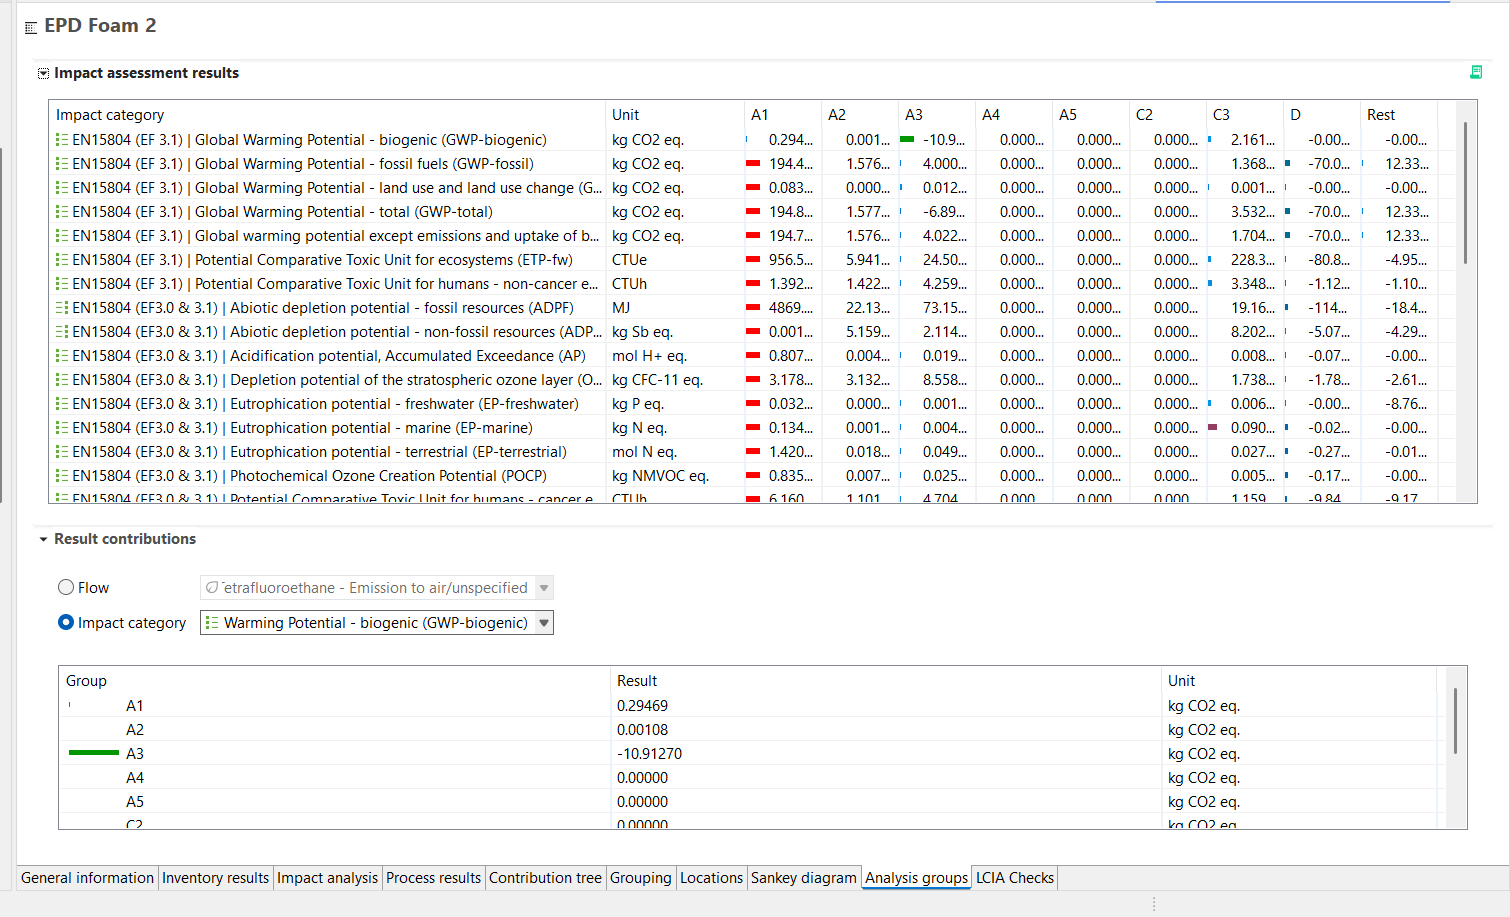 EPD Foam 2
Impact assessment results
Impact category Unit A1 A2 A3 A4 A5 C2 C3 D Rest
EN15804 (EF 3.1) | Global Warming Potential - biogenic (GWP-biogenic) kg CO2 eq. 0.294... 0.001... -10.9... 0.000... 0.000... 0.000... 2.161... -0.00... -0.00...
EN15804 (EF 3.1) | Global Warming Potential - fossil fuels (GWP-fossil) kg CO2 eq. 194.4... 1.576... 4.000... 0.000... 0.000... 0.000... 1.368... -70.0... 12.33...
EN15804 (EF 3.1) | Global Warming Potential - land use and land use change (G... kg CO2 eq. 0.083... 0.000... 0.012... 0.000... 0.000... 0.000... 0.001... -0.00... -0.00...
EN15804 (EF 3.1) | Global Warming Potential - total (GWP-total) kg CO2 eq. 194.8... 1.577... -6.89... 0.000... 0.000... 0.000... 3.532... -70.0... 12.33...
EN15804 (EF 3.1) | Global warming potential except emissions and uptake of b... kg CO2 eq. 194.7... 1.576... 4.022... 0.000... 0.000... 0.000... 1.704... -70.0... 12.33...
EN15804 (EF 3.1) | Potential Comparative Toxic Unit for ecosystems (ETP-fw) CTUe 956.5... 5.941... 24.50... 0.000... 0.000... 0.000... 228.3... -80.8... -4.95...
EN15804 (EF 3.1) | Potential Comparative Toxic Unit for humans - non-cancer e... CTUh 1.392... 1.422... 4.259... 0.000... 0.000... 0.000... 3.348... -1.12... -1.10...
EN15804 (EF3.0 & 3.1) | Abiotic depletion potential - fossil resources (ADPF) MJ 4869.... 22.13... 73.15... 0.000... 0.000... 0.000... 19.16... -114... -18.4...
EN15804 (EF3.0 & 3.1) | Abiotic depletion potential - non-fossil resources (ADP... kg Sb eq. 0.001... 5.159... 2.114... 0.000... 0.000... 0.000... 8.202... -5.07... -4.29...
EN15804 (EF3.0 & 3.1) | Acidification potential, Accumulated Exceedance (AP) mol H+ eq. 0.807... 0.004... 0.019... 0.000... 0.000... 0.000... 0.008... -0.07... -0.00...
EN15804 (EF3.0 & 3.1) | Depletion potential of the stratospheric ozone layer (O... kg CFC-11 eq. 3.178... 3.132... 8.558... 0.000... 0.000... 0.000... 1.738... -1.78... -2.61...
EN15804 (EF3.0 & 3.1) | Eutrophication potential - freshwater (EP-freshwater) kg P eq. 0.032... 0.000... 0.001... 0.000... 0.000... 0.000... 0.006... -0.00... -8.76...
EN15804 (EF3.0 & 3.1) | Eutrophication potential - marine (EP-marine) kg N eq. 0.134... 0.001... 0.004... 0.000... 0.000... 0.000... 0.090... -0.02... -0.00...
EN15804 (EF3.0 & 3.1) | Eutrophication potential - terrestrial (EP-terrestrial) mol N eq. 1.420... 0.018... 0.049... 0.000... 0.000... 0.000... 0.027... -0.27... -0.01...
EN15804 (EF3.0 & 3.1) | Photochemical Ozone Creation Potential (POCP) kg NMVOC eq. 0.835... 0.007... 0.025... 0.000... 0.000... 0.000... 0.005... -0.17... -0.00...
EN15804 (EF3.0 & 3.1) | Potential Comparative Toxic Unit for humans - cancer e... CTUh 6.160... 1.101... 4.704... 0.000... 0.000... 0.000... 1.159... -9.84... -9.17...
Result contributions
Flow etrafluoroethane - Emission to air/unspecified
Impact category Warming Potential - biogenic (GWP-biogenic)
Group Result Unit
A1 0.29469 kg CO2 eq.
A2 0.00108 kg CO2 eq.
A3 -10.91270 kg CO2 eq.
A4 0.00000 kg CO2 eq.
A5 0.00000 kg CO2 eq.
C2 0.00000 kg CO2 eq.
General information Inventory results Impact analysis Process results Contribution tree Grouping Locations Sankey diagram Analysis groups LCIA Checks